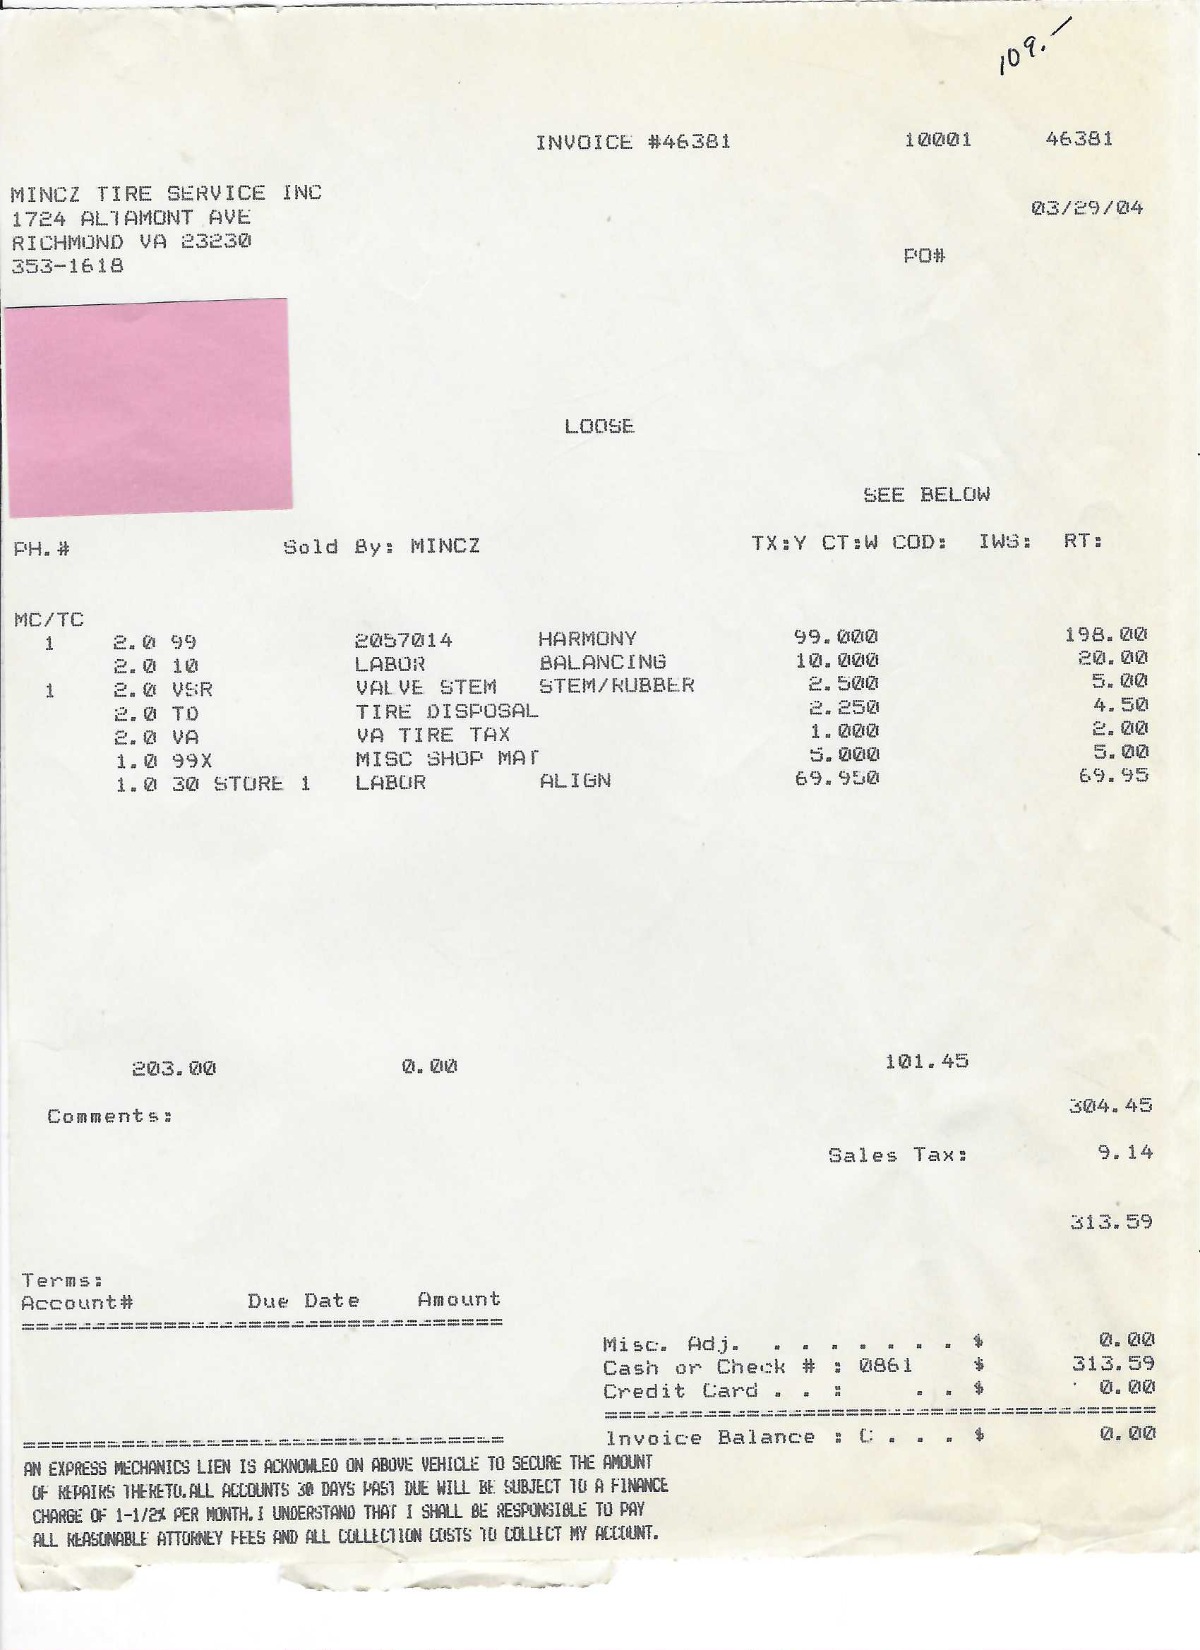 109.—
INVOICE #46381 10001 46381
MINCZ TIRE SERVICE INC
1724 ALTAMONT AVE 03/29/04
RICHMOND VA 23230
353-1618 PO#
LOOSE
SEE BELOW
PH.# Sold By: MINCZ TX:Y CT:W COD: IWS: RT:
MC/TC
1 2.0 99 2057014 HARMONY 99.000 198.00
2.0 10 LABOR BALANCING 10.000 20.00
1 2.0 VSR VALVE STEM STEM/RUBBER 2.500 5.00
2.0 TD TIRE DISPOSAL 2.250 4.50
2.0 VA VA TIRE TAX 1.000 2.00
1.0 99X MISC SHOP MAT 5.000 5.00
1.0 30 STORE 1 LABOR ALIGN 69.950 69.95
203.00 0.00 101.45
Comments: 304.45
Sales Tax: 9.14
313.59
Terms:
Account# Due Date Amount
Misc. Adj. . . . . . . . $ 0.00
Cash or Check # : 0861 $ 313.59
Credit Card . . : . . $ 0.00
Invoice Balance : C . . . $ 0.00
AN EXPRESS MECHANICS LIEN IS ACKNOWLED ON ABOVE VEHICLE TO SECURE THE AMOUNT
OF REPAIRS THERETO.ALL ACCOUNTS 30 DAYS PAST DUE WILL BE SUBJECT TO A FINANCE
CHARGE OF 1-1/2% PER MONTH.I UNDERSTAND THAT I SHALL BE RESPONSIBLE TO PAY
ALL REASONABLE ATTORNEY FEES AND ALL COLLECTION COSTS TO COLLECT MY ACCOUNT.